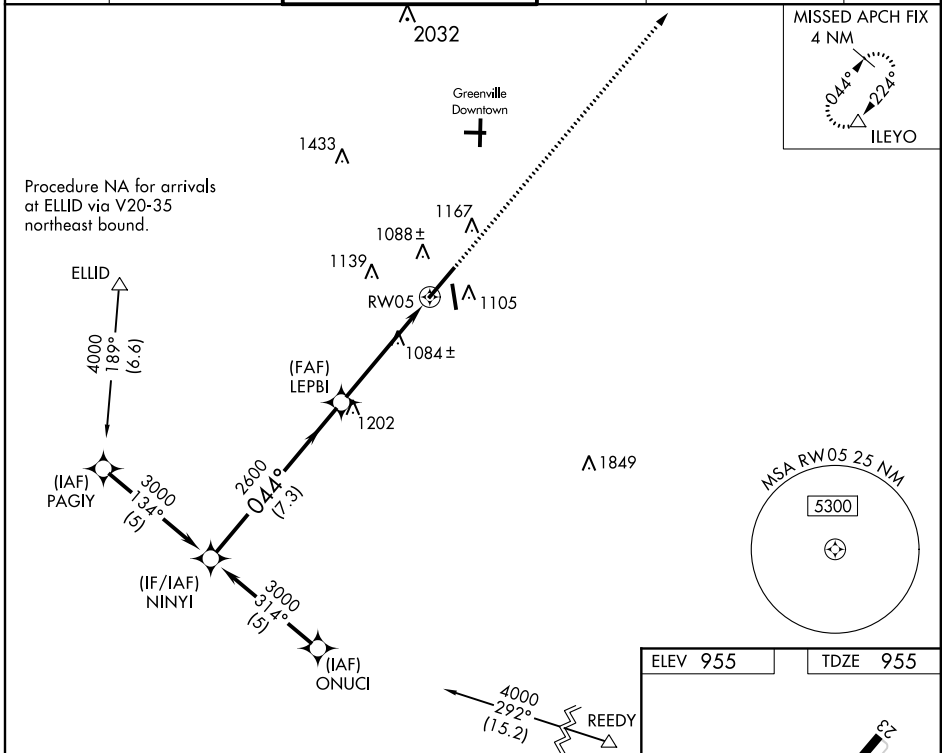 2032
MISSED APCH FIX
4 NM
044°
224°
ILEYO
Greenville
Downtown
1433
Procedure NA for arrivals
at ELLID via V20-35
northeast bound.
1167
1088 ±
1139
ELLID
RW05
1105
4000
189°
(6.6)
1084 ±
(FAF)
LEPBI
1202
2600
044°
(7.3)
1849
MSA RW05 25 NM
5300
(IAF)
PAGIY
3000
134°
(5)
(IF/IAF)
NINYI
3000
314°
(5)
(IAF)
ONUCI
4000
292°
(15.2)
REEDY
ELEV 955
TDZE 955
23